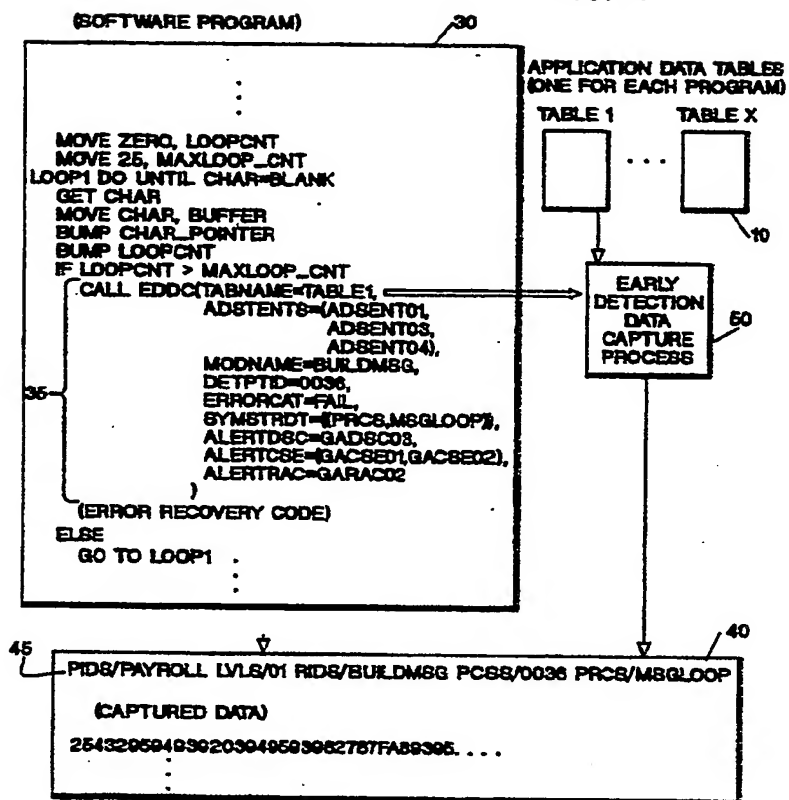 (SOFTWARE PROGRAM)
30
APPLICATION DATA TABLES
(ONE FOR EACH PROGRAM)
TABLE 1 TABLE X
10
MOVE ZERO, LOOPCNT
MOVE 25, MAXLOOP_CNT
LOOP1 DO UNTIL CHAR=BLANK
GET CHAR
MOVE CHAR, BUFFER
BUMP CHAR_POINTER
BUMP LOOPCNT
IF LOOPCNT > MAXLOOP_CNT
CALL EDDC(TABNAME=TABLE1,
ADSTENTS=(ADSENT01,
ADSENT03,
ADSENT04),
MODNAME=BUILDMSG,
DETPTID=0036,
ERRORCAT=FAIL,
SYMSTRDT=((PRCS,MSGLOOP)),
ALERTDSC=GADSC03,
ALERTCSE=(GACSE01,GACSE02),
ALERTRAC=GARAC02
)
35
(ERROR RECOVERY CODE)
ELSE
GO TO LOOP1
EARLY
DETECTION
DATA
CAPTURE
PROCESS
50
40
45
PIDS/PAYROLL LVLS/01 RIDS/BUILDMSG PCSS/0036 PRCS/MSGLOOP
(CAPTURED DATA)